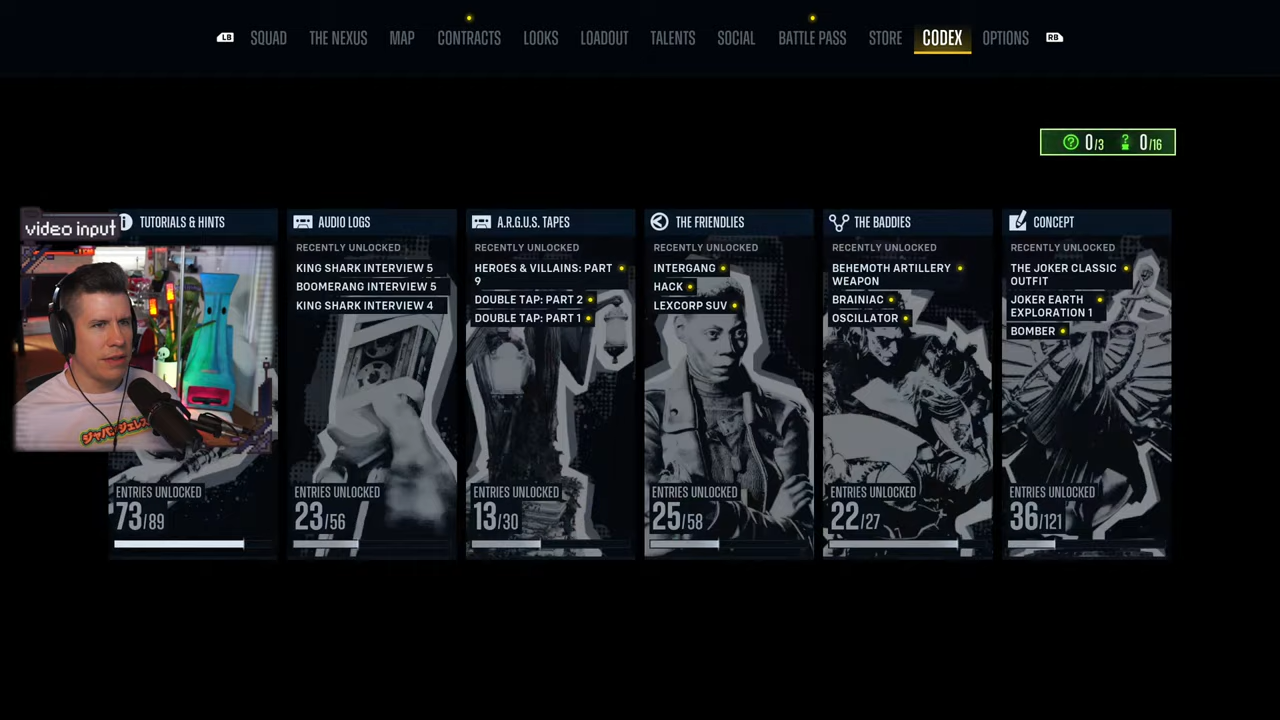 LB SQUAD THE NEXUS MAP CONTRACTS LOOKS LOADOUT TALENTS SOCIAL BATTLE PASS STORE CODEX OPTIONS RB
0/3 0/16
video input
TUTORIALS & HINTS
ENTRIES UNLOCKED
73/89
AUDIO LOGS
RECENTLY UNLOCKED
KING SHARK INTERVIEW 5
BOOMERANG INTERVIEW 5
KING SHARK INTERVIEW 4
ENTRIES UNLOCKED
23/56
A.R.G.U.S. TAPES
RECENTLY UNLOCKED
HEROES & VILLAINS: PART
9
DOUBLE TAP: PART 2
DOUBLE TAP: PART 1
ENTRIES UNLOCKED
13/30
THE FRIENDLIES
RECENTLY UNLOCKED
INTERGANG
HACK
LEXCORP SUV
ENTRIES UNLOCKED
25/58
THE BADDIES
RECENTLY UNLOCKED
BEHEMOTH ARTILLERY
WEAPON
BRAINIAC
OSCILLATOR
ENTRIES UNLOCKED
22/27
CONCEPT
RECENTLY UNLOCKED
THE JOKER CLASSIC
OUTFIT
JOKER EARTH
EXPLORATION 1
BOMBER
ENTRIES UNLOCKED
36/121